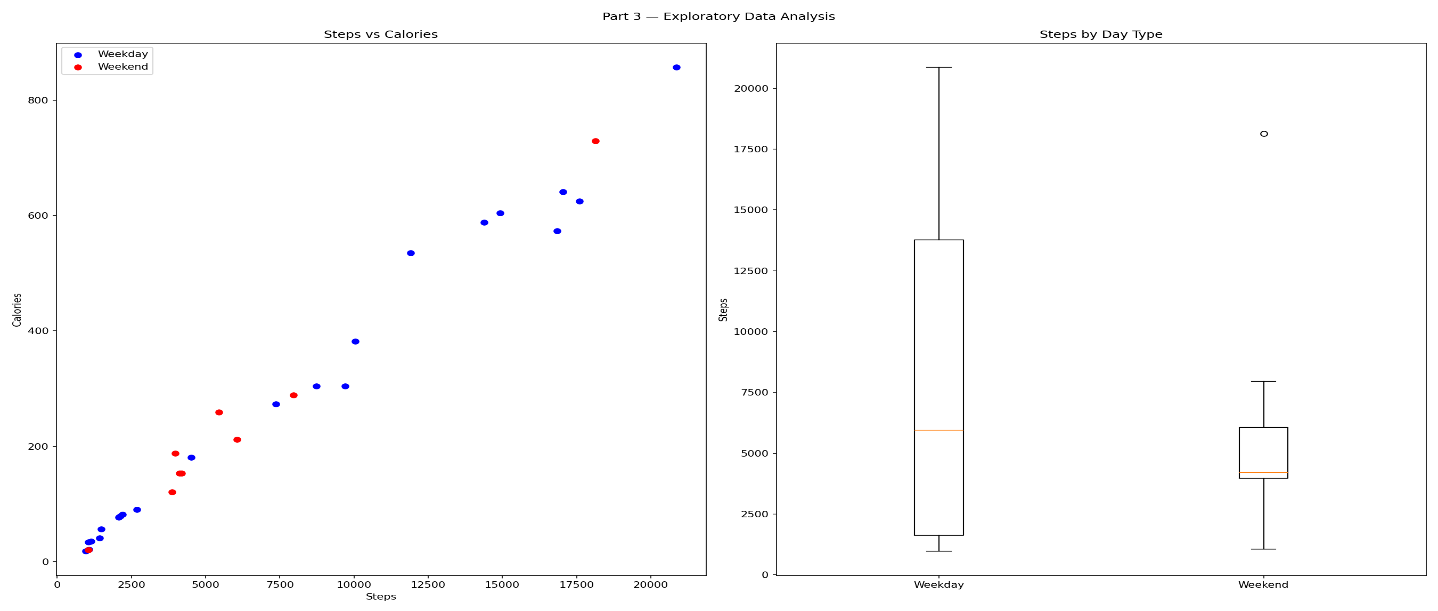 Part 3 — Exploratory Data Analysis
Steps vs Calories
Weekday
Weekend
800
600
400
200
0
Calories
0 2500 5000 7500 10000 12500 15000 17500 20000
Steps
Steps by Day Type
20000
17500
15000
12500
10000
7500
5000
2500
0
Steps
Weekday Weekend